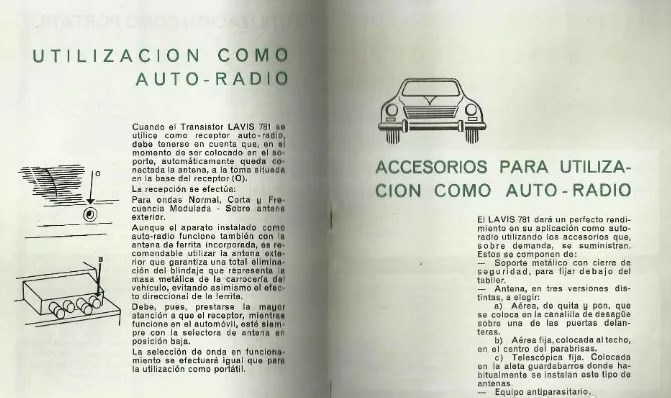 UTILIZACION COMO
AUTO-RADIO
Cuando el Transistor LAVIS 781 se
utilice como receptor auto-radio,
debe tenerse en cuenta que, en el
momento de ser colocado en el so-
porte, automáticamente queda co-
nectada la antena, a la toma situada
en la base del receptor (O).
La recepción se efectúa:
Para ondas Normal, Corta y Fre-
cuencia Modulada - Sobre antena
exterior.
Aunque el aparato instalado como
auto-radio funcione también con la
antena de ferrita incorporada, es re-
comendable utilizar la antena exte-
rior que garantiza una total elimina-
ción del blindaje que representa la
masa metálica de la carrocería del
vehículo, evitando asimismo el efec-
to direccional de la ferrita.
Debe, pues, prestarse la mayor
atención a que el receptor, mientras
funcione en el automóvil, esté siem-
pre con la selectora de antena en
posición baja.
La selección de onda en funciona-
miento se efectuará igual que para
la utilización como portátil.
O
B
ACCESORIOS PARA UTILIZA-
CION COMO AUTO-RADIO
El LAVIS 781 dará un perfecto rendi-
miento en su aplicación como auto-
radio utilizando los accesorios que,
sobre demanda, se suministran.
Estos se componen de:
— Soporte metálico con cierre de
seguridad, para fijar debajo del
tablier.
— Antena, en tres versiones dis-
tintas, a elegir:
a) Aérea, de quita y pon, que
se coloca en la canalilla de desagüe
sobre una de las puertas delan-
teras.
b) Aérea fija, colocada al techo,
en el centro del parabrisas.
c) Telescópica fija. Colocada
en la aleta guardabarros donde ha-
bitualmente se instalan este tipo de
antenas.
— Equipo antiparasitario.